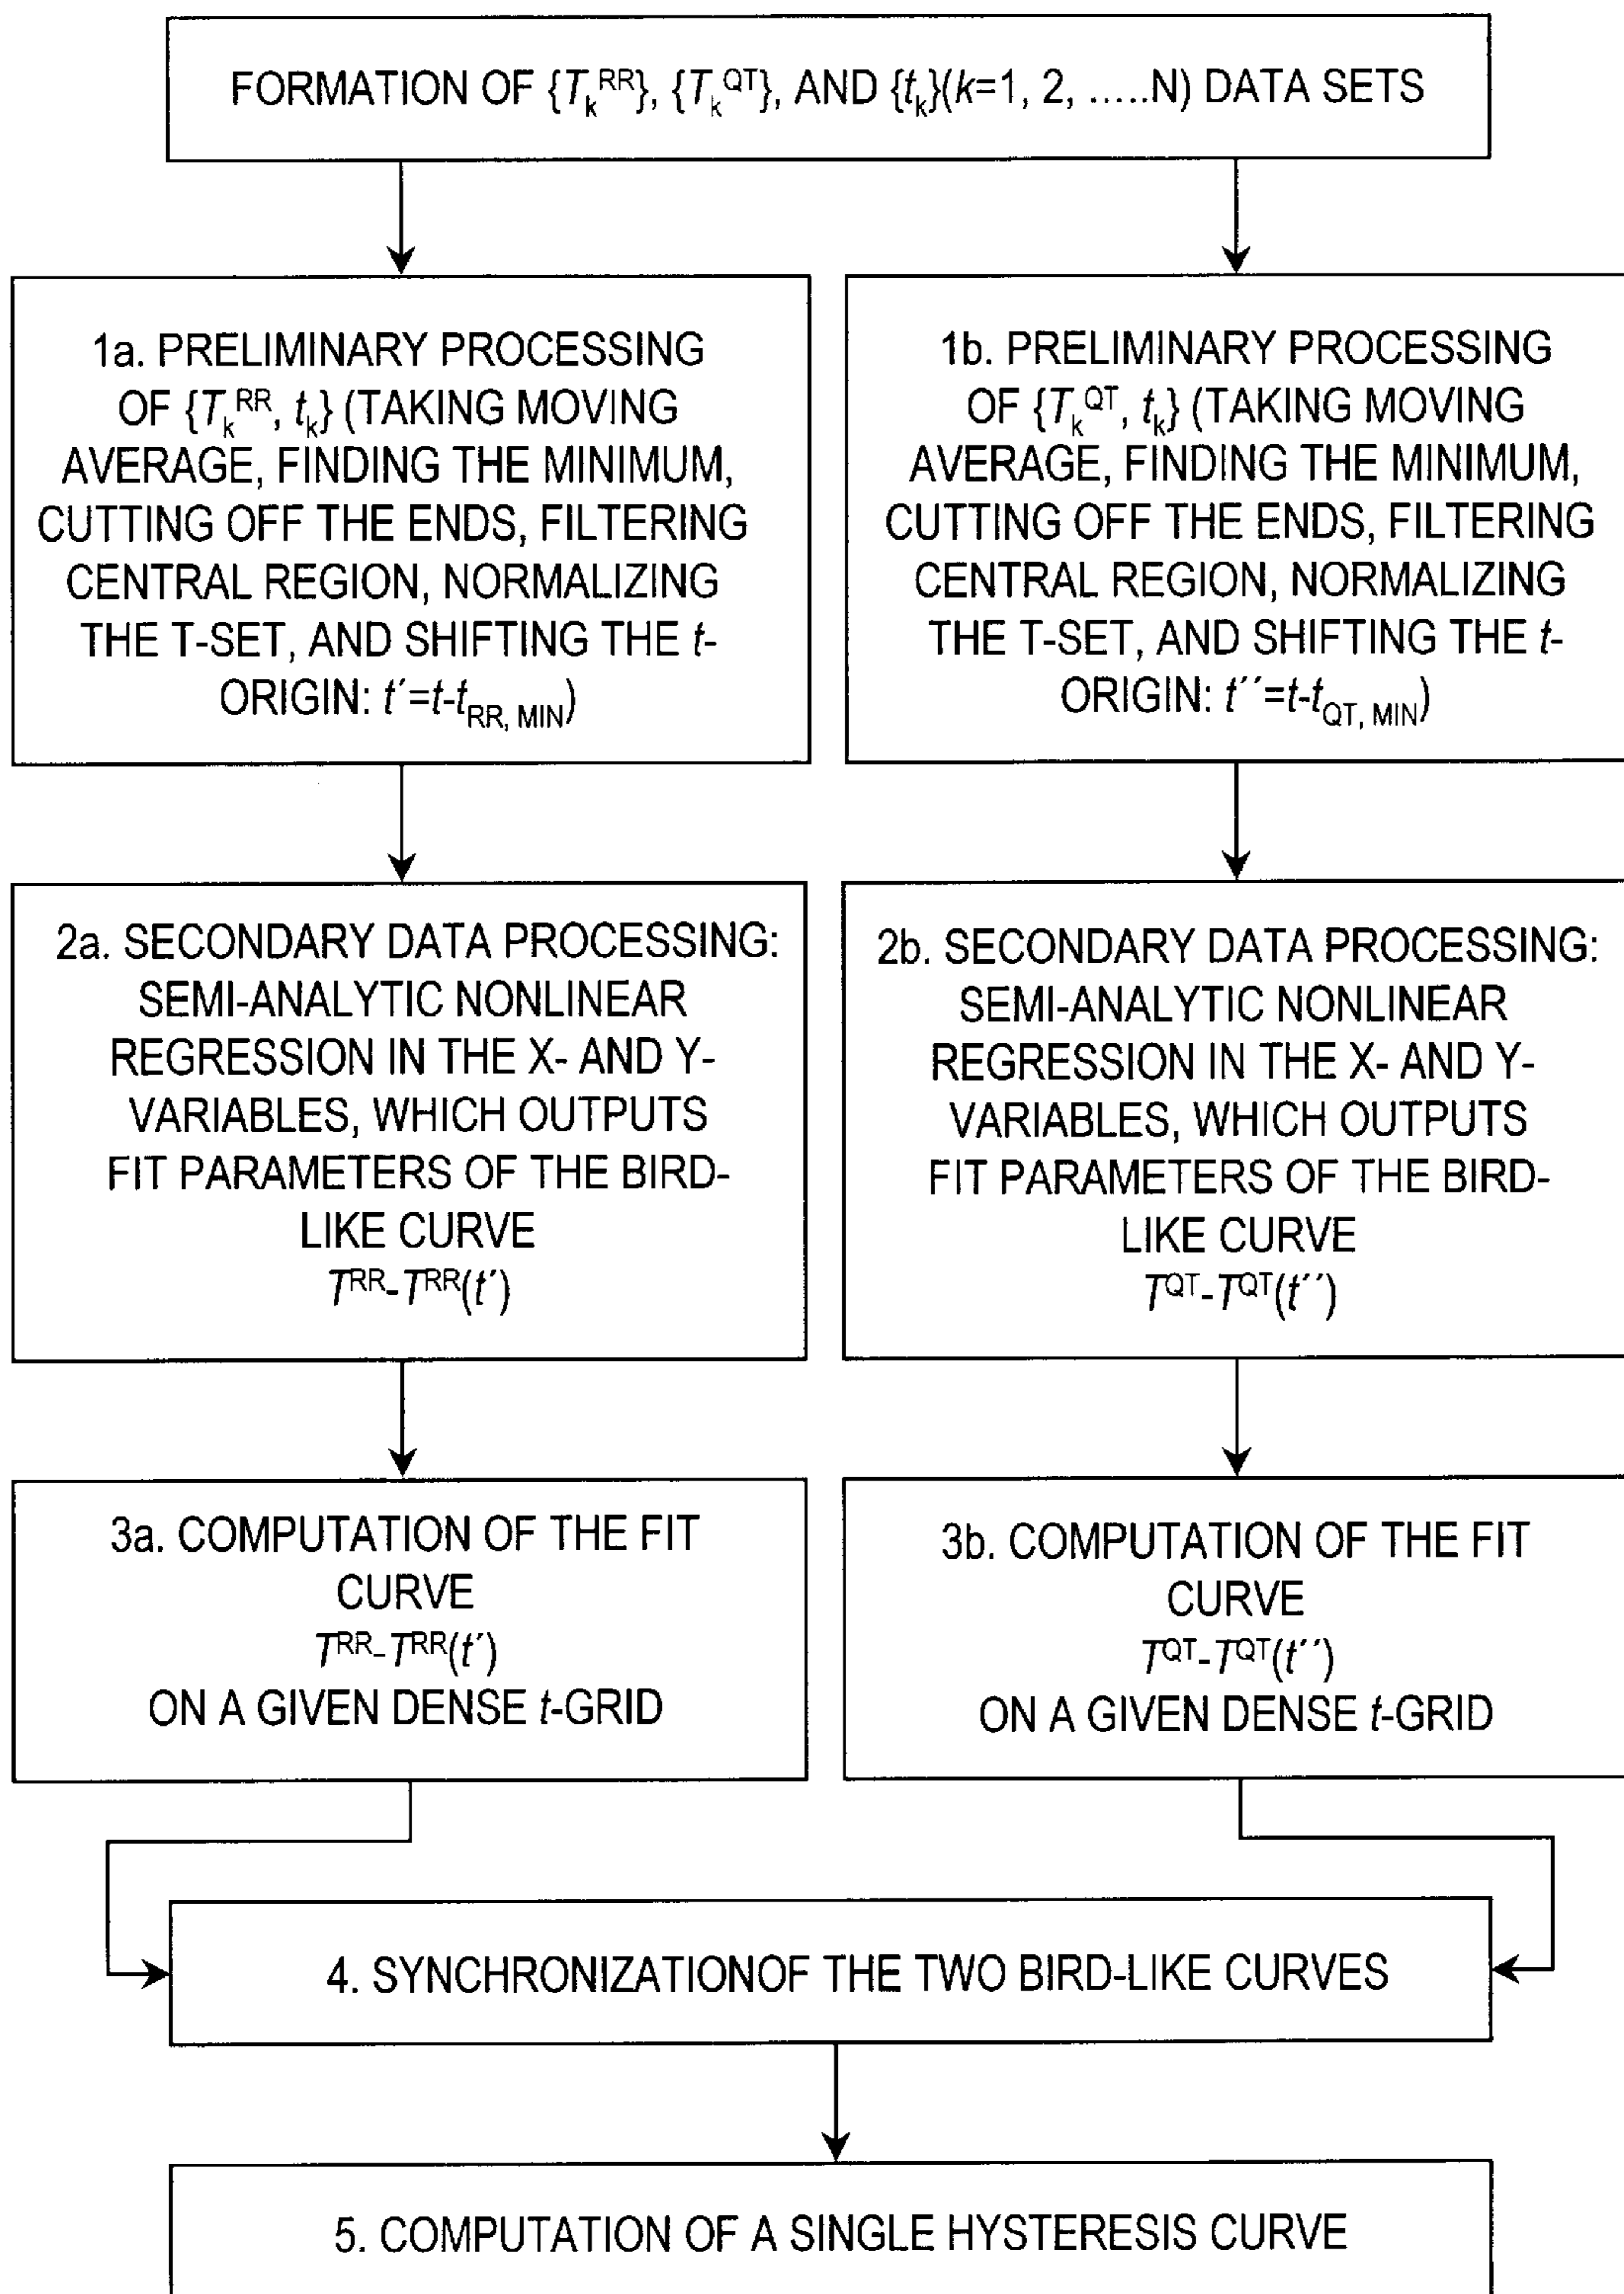 FORMATION OF {T_k^RR}, {T_k^QT}, AND {t_k}(k=1, 2, .....N) DATA SETS
1a. PRELIMINARY PROCESSING
OF {T_k^RR, t_k} (TAKING MOVING
AVERAGE, FINDING THE MINIMUM,
CUTTING OFF THE ENDS, FILTERING
CENTRAL REGION, NORMALIZING
THE T-SET, AND SHIFTING THE t-
ORIGIN: t′=t-t_RR, MIN)
1b. PRELIMINARY PROCESSING
OF {T_k^QT, t_k} (TAKING MOVING
AVERAGE, FINDING THE MINIMUM,
CUTTING OFF THE ENDS, FILTERING
CENTRAL REGION, NORMALIZING
THE T-SET, AND SHIFTING THE t-
ORIGIN: t′′=t-t_QT, MIN)
2a. SECONDARY DATA PROCESSING:
SEMI-ANALYTIC NONLINEAR
REGRESSION IN THE X- AND Y-
VARIABLES, WHICH OUTPUTS
FIT PARAMETERS OF THE BIRD-
LIKE CURVE
T^RR-T^RR(t′)
2b. SECONDARY DATA PROCESSING:
SEMI-ANALYTIC NONLINEAR
REGRESSION IN THE X- AND Y-
VARIABLES, WHICH OUTPUTS
FIT PARAMETERS OF THE BIRD-
LIKE CURVE
T^QT-T^QT(t′′)
3a. COMPUTATION OF THE FIT
CURVE
T^RR-T^RR(t′)
ON A GIVEN DENSE t-GRID
3b. COMPUTATION OF THE FIT
CURVE
T^QT-T^QT(t′′)
ON A GIVEN DENSE t-GRID
4. SYNCHRONIZATIONOF THE TWO BIRD-LIKE CURVES
5. COMPUTATION OF A SINGLE HYSTERESIS CURVE